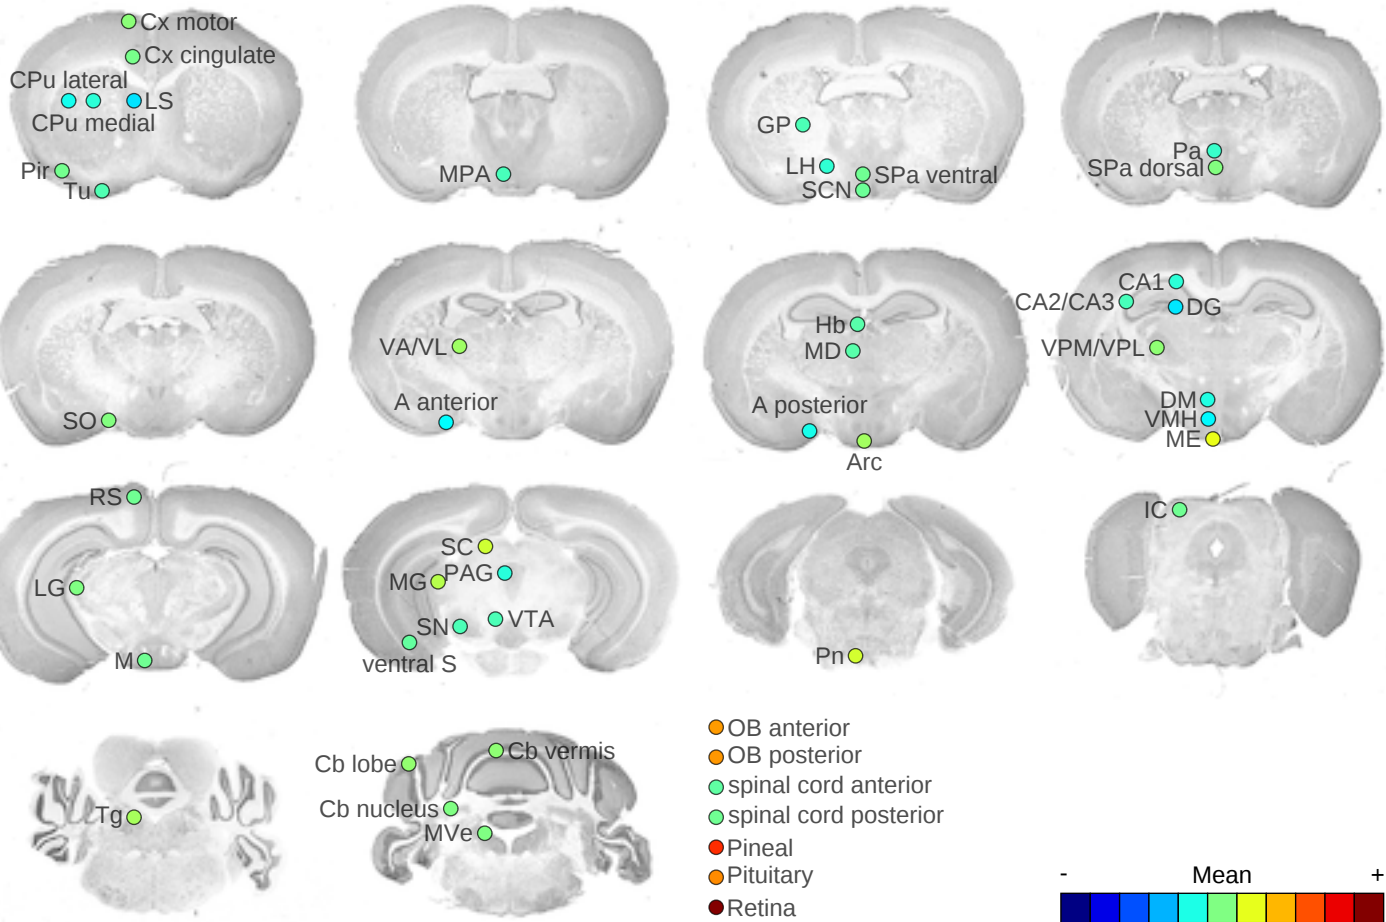 Cx motor
Cx cingulate
CPu lateral
LS
CPu medial
Pir
Tu
MPA
GP
LH
SPa ventral
SCN
Pa
SPa dorsal
SO
VA/VL
A anterior
Hb
MD
A posterior
Arc
CA1
CA2/CA3
DG
VPM/VPL
DM
VMH
ME
RS
LG
M
SC
MG
PAG
SN
VTA
ventral S
Pn
IC
Tg
Cb lobe
Cb vermis
Cb nucleus
MVe
OB anterior
OB posterior
spinal cord anterior
spinal cord posterior
Pineal
Pituitary
Retina
- Mean +